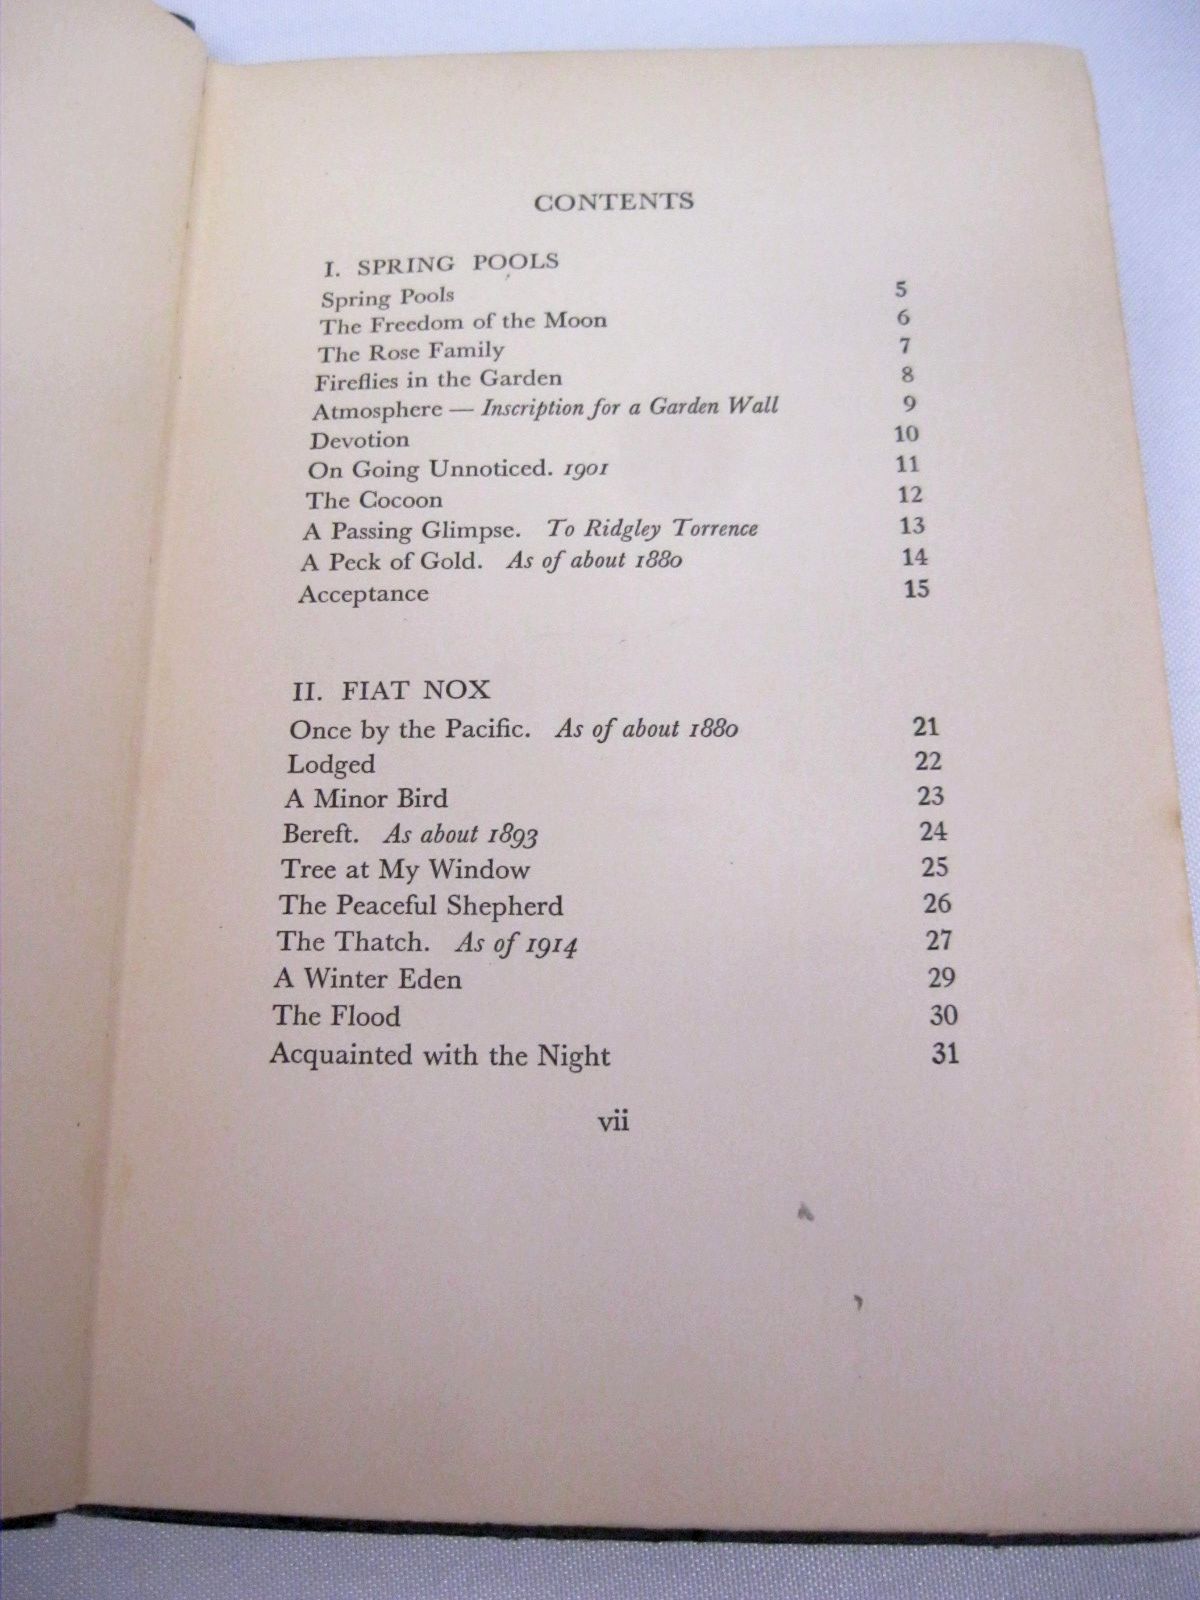 CONTENTS
I. SPRING POOLS
Spring Pools 5
The Freedom of the Moon 6
The Rose Family 7
Fireflies in the Garden 8
Atmosphere — Inscription for a Garden Wall 9
Devotion 10
On Going Unnoticed. 1901 11
The Cocoon 12
A Passing Glimpse. To Ridgley Torrence 13
A Peck of Gold. As of about 1880 14
Acceptance 15
II. FIAT NOX
Once by the Pacific. As of about 1880 21
Lodged 22
A Minor Bird 23
Bereft. As about 1893 24
Tree at My Window 25
The Peaceful Shepherd 26
The Thatch. As of 1914 27
A Winter Eden 29
The Flood 30
Acquainted with the Night 31
vii